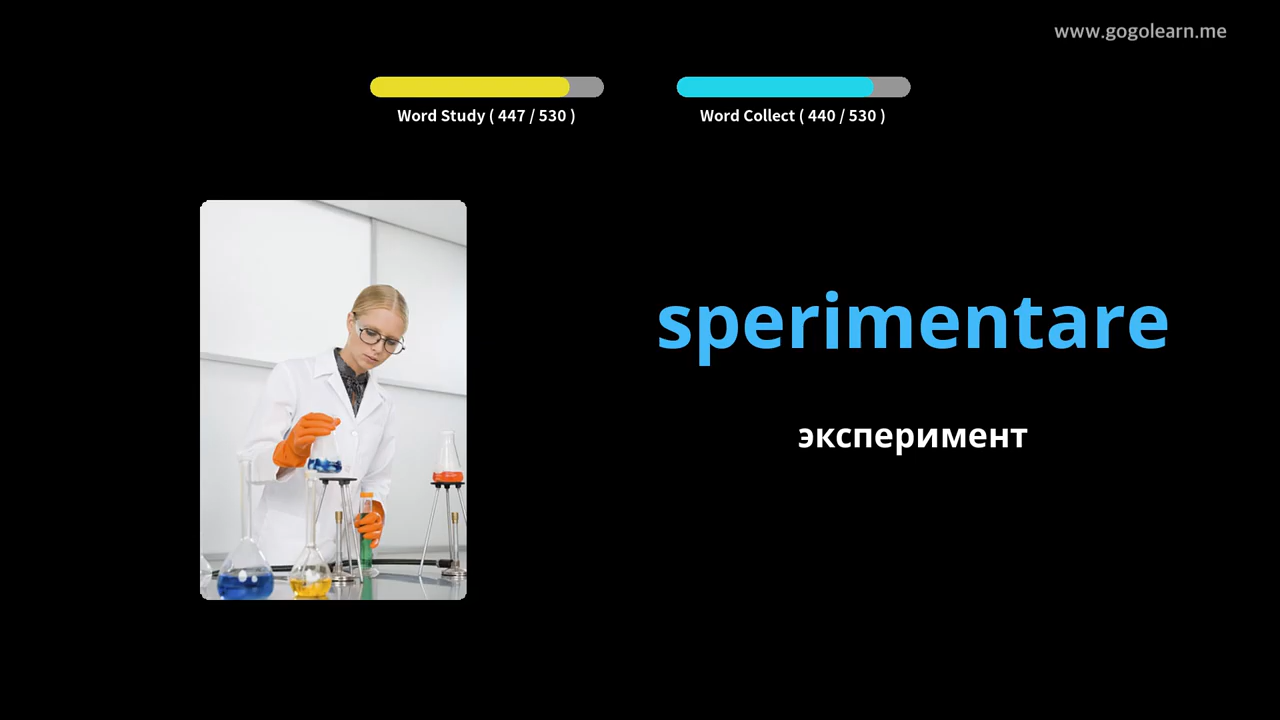 www.gogolearn.me
Word Study ( 447 / 530 )
Word Collect ( 440 / 530 )
sperimentare
эксперимент